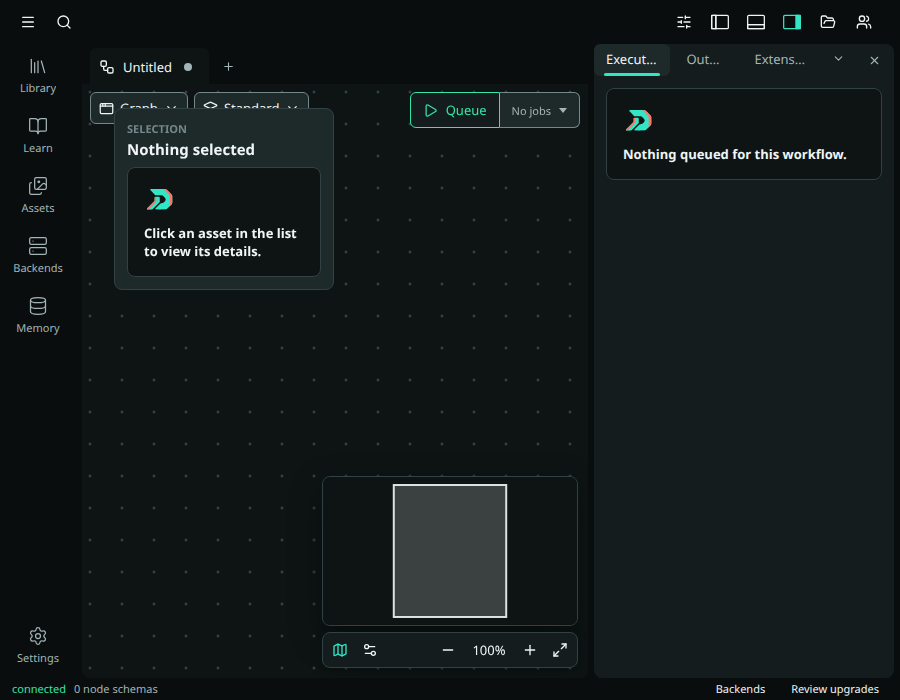 Untitled
Execut...
Out...
Extens...
Library
Learn
Assets
Backends
Memory
Settings
Graph
Standard
Queue
No jobs
SELECTION
Nothing selected
Click an asset in the list
to view its details.
Nothing queued for this workflow.
100%
connected
0 node schemas
Backends
Review upgrades